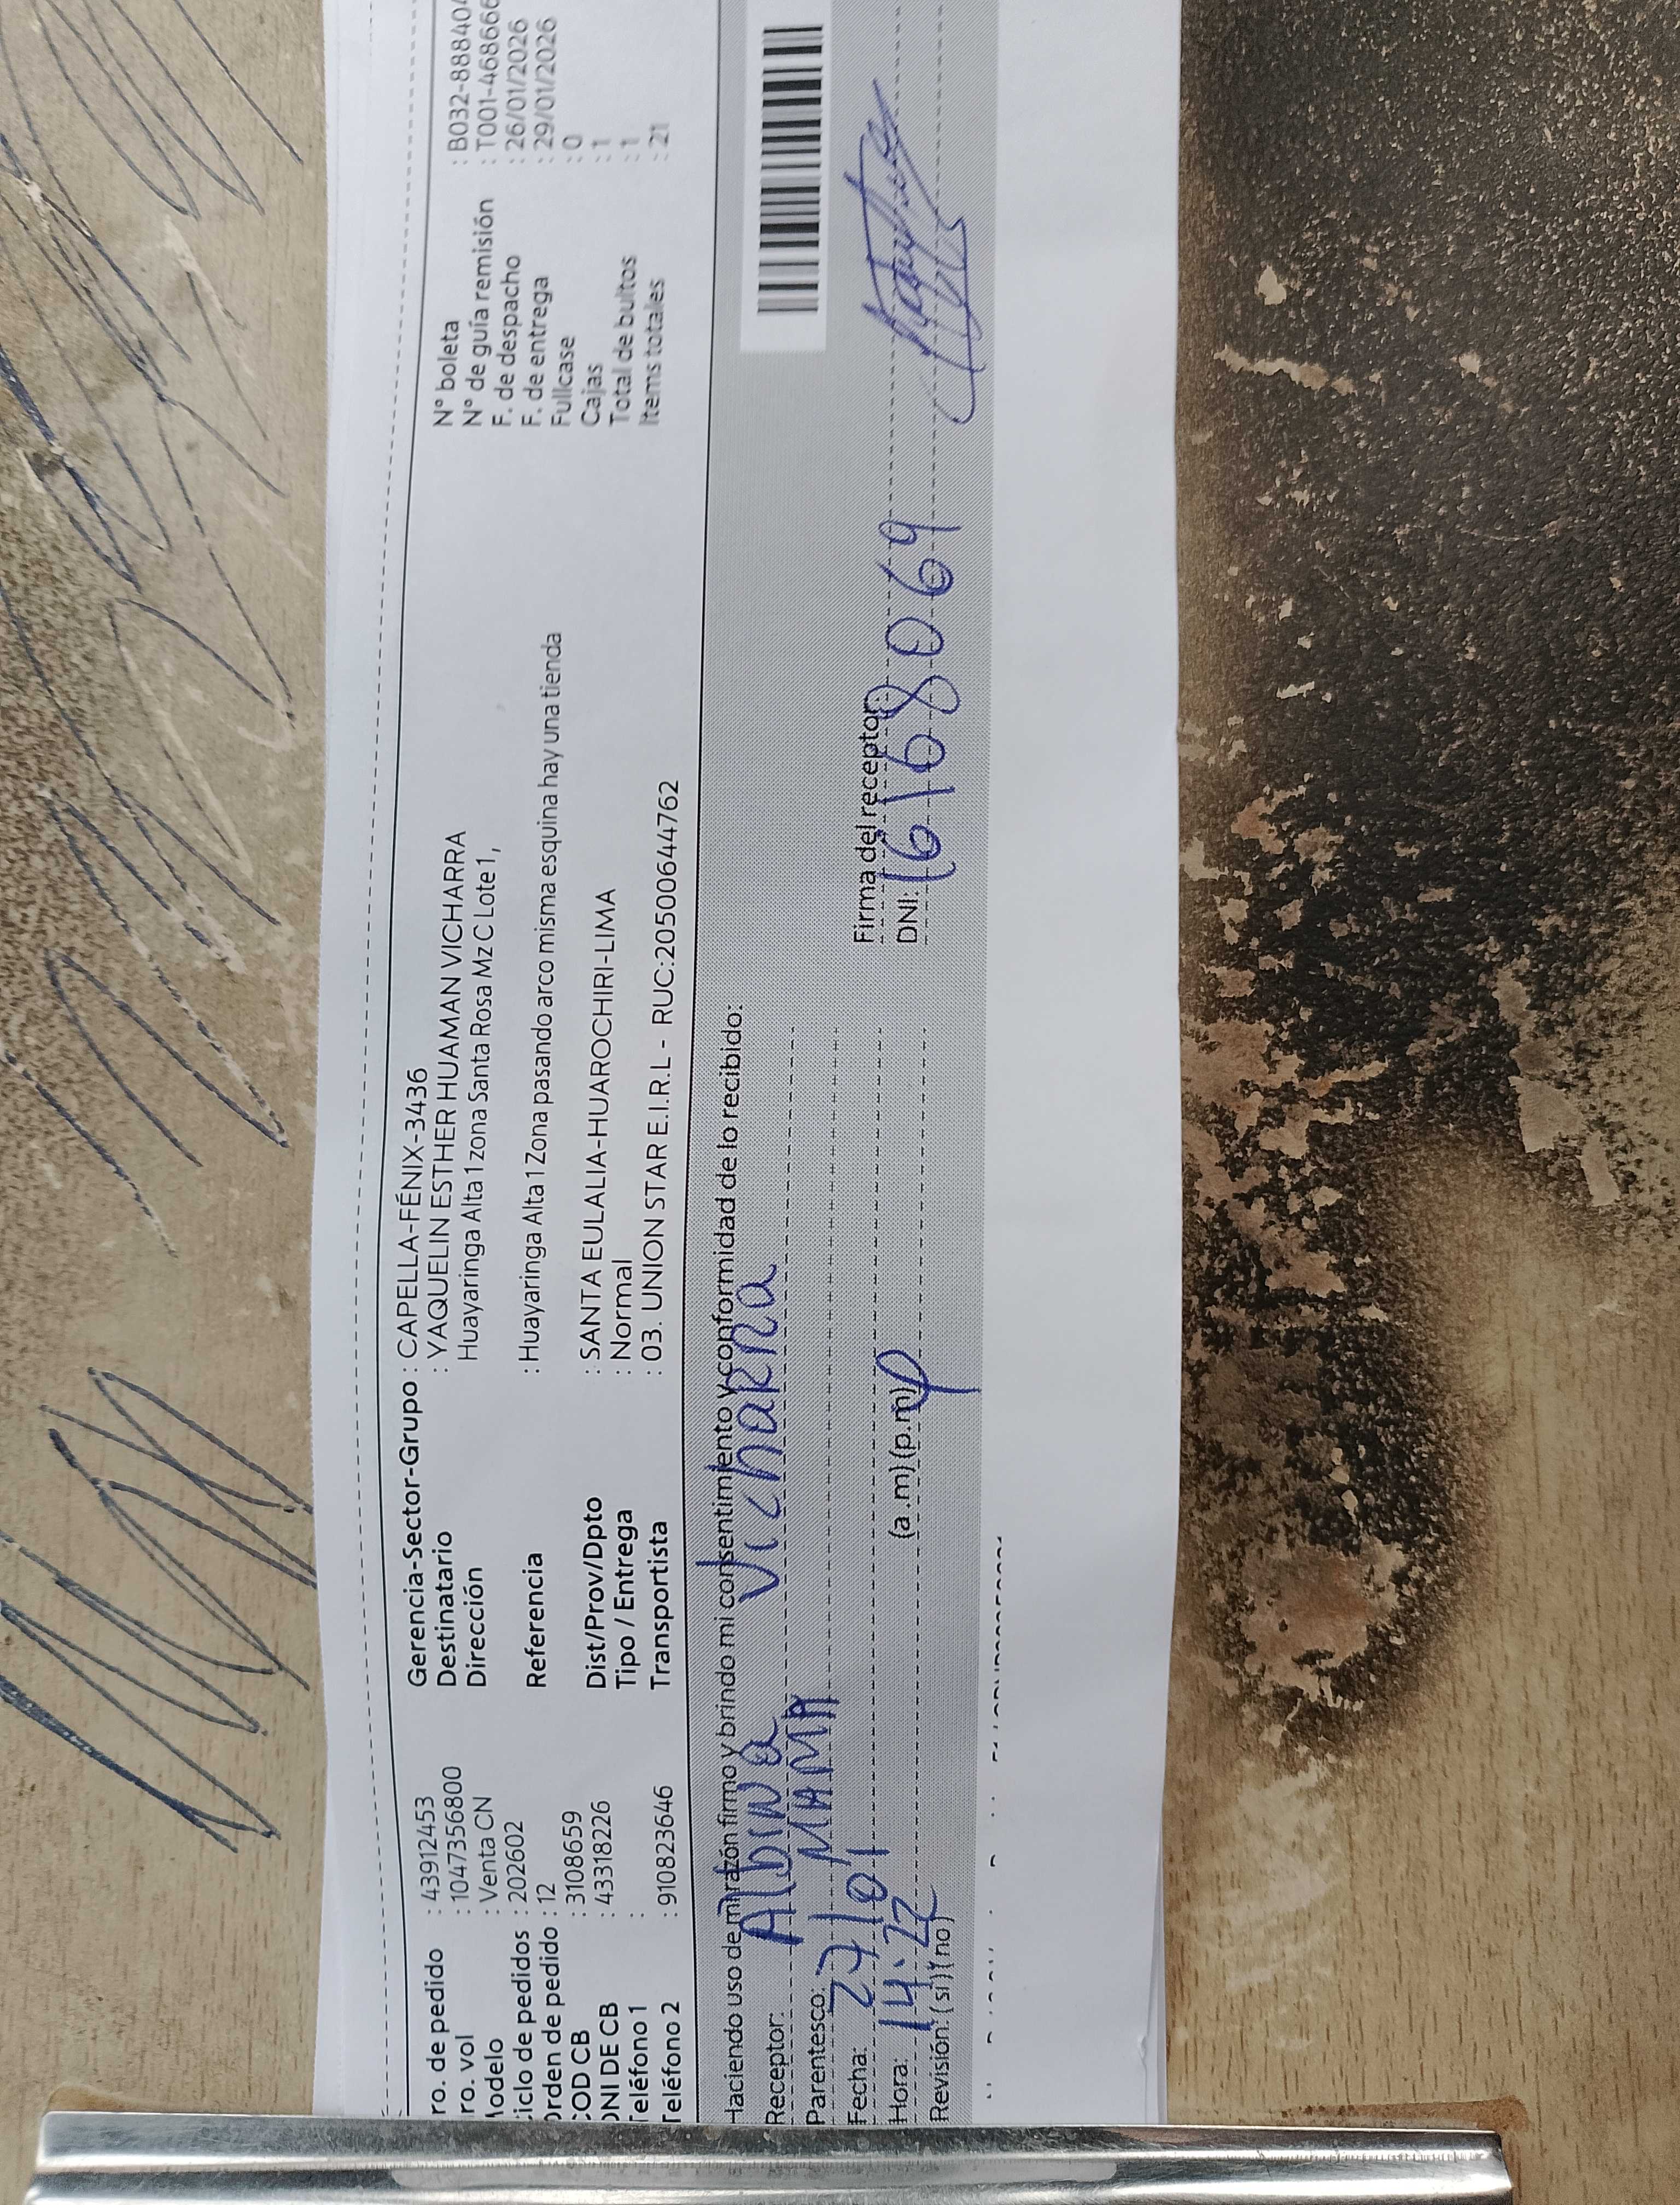 ro. de pedido : 43912453
ro. vol : 1047356800
odelo : Venta CN
iclo de pedidos : 202602
Orden de pedido : 12
COD CB : 3108659
DNI DE CB : 43318226
Teléfono 1 :
Teléfono 2 : 910823646
Gerencia-Sector-Grupo : CAPELLA-FÉNIX-3436
Destinatario : YAQUELIN ESTHER HUAMAN VICHARRA
Dirección Huayaringa Alta 1 zona Santa Rosa Mz C Lote 1,
Referencia : Huayaringa Alta 1 Zona pasando arco misma esquina hay una tienda
Dist/Prov/Dpto : SANTA EULALIA-HUAROCHIRI-LIMA
Tipo / Entrega : Normal
Transportista : 03. UNION STAR E.I.R.L - RUC:20500644762
N° boleta : B032-888404
N° de guía remisión : T001-468666
F. de despacho : 26/01/2026
F. de entrega : 29/01/2026
Fullcase : 0
Cajas : 1
Total de bultos : 1
Items totales : 21
Haciendo uso de mi razón firmo y brindo mi consentimiento y conformidad de lo recibido:
Receptor: Albina Vicharra
Parentesco: MAMA
Fecha: 27/01
Hora: 14:27 (a.m) (p.m) p
Revisión: (si) (no)
Firma del receptor:
DNI: 16168069